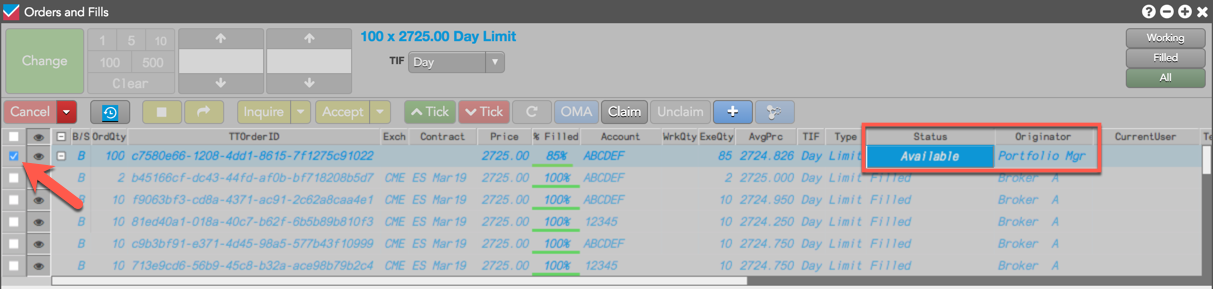 Orders and Fills
Change
1 5 10
100 500
Clear
100 x 2725.00 Day Limit
TIF Day
Working
Filled
All
Cancel Inquire Accept Tick Tick OMA Claim Unclaim
B/S OrdQty TTOrderID Exch Contract Price % Filled Account WrkQty ExeQty AvgPrc TIF Type Status Originator CurrentUser Te
B 100 c7580e66-1208-4dd1-8615-7f1275c91022 2725.00 85% ABCDEF 85 2724.826 Day Limit Available Portfolio Mgr
B 2 b45166cf-dc43-44fd-af0b-bf718208b5d7 CME ES Mar19 2725.00 100% ABCDEF 2 2725.000 Day Limit Filled Broker A
B 10 f9063bf3-cd8a-4371-ac91-2c62a8caa4e1 CME ES Mar19 2725.00 100% ABCDEF 10 2724.950 Day Limit Filled Broker A
B 10 81ed40a1-018a-40c7-b62f-6b5b89b810f3 CME ES Mar19 2725.00 100% 12345 10 2724.250 Day Limit Filled Broker A
B 10 c9b3bf91-e371-4d45-98a5-577b43f10999 CME ES Mar19 2725.00 100% ABCDEF 10 2724.750 Day Limit Filled Broker A
B 10 713e9cd6-56b9-45c8-b32a-ace98b79b2c4 CME ES Mar19 2725.00 100% 12345 10 2724.750 Day Limit Filled Broker A